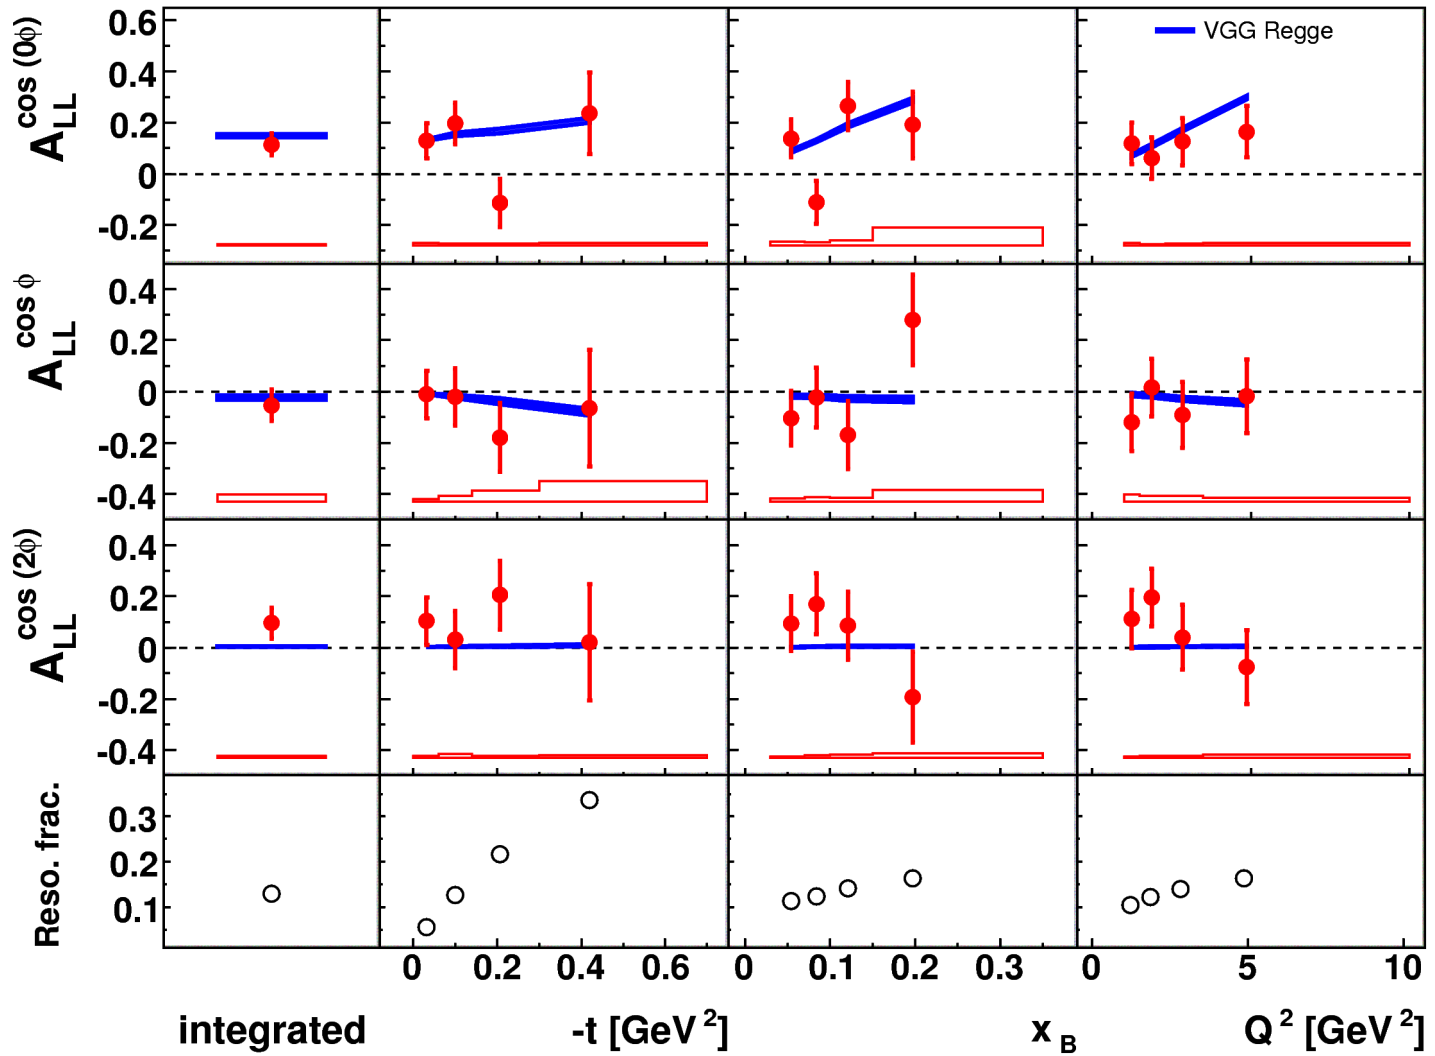 A_LL^cos (0ϕ)
0.6
0.4
0.2
0
-0.2
VGG Regge
A_LL^cos ϕ
0.4
0.2
0
-0.2
-0.4
A_LL^cos (2ϕ)
0.4
0.2
0
-0.2
-0.4
Reso. frac.
0.3
0.2
0.1
0 0.2 0.4 0.6 0 0.1 0.2 0.3 0 5 10
integrated -t [GeV²] x_B Q² [GeV²]